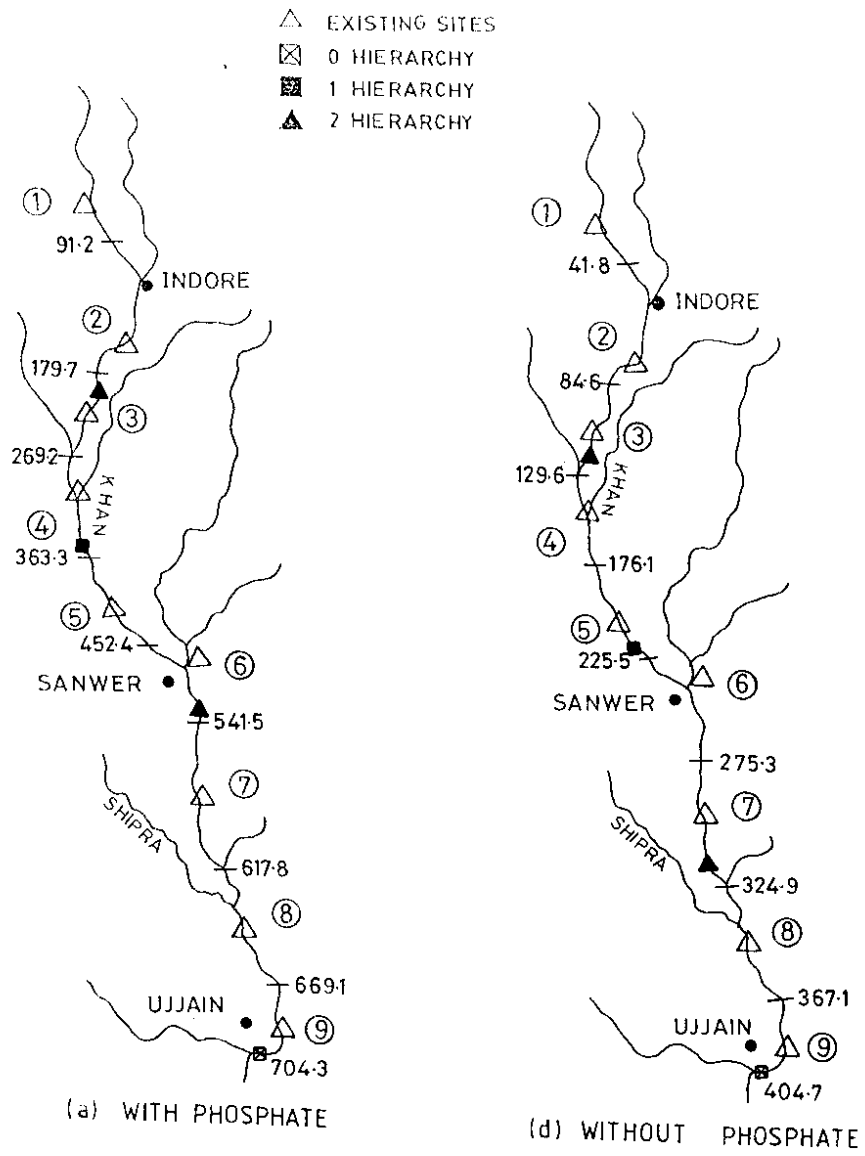 EXISTING SITES
0 HIERARCHY
1 HIERARCHY
2 HIERARCHY
1
91.2
INDORE
2
179.7
3
269.2
KHAN
4
363.3
5
452.4
6
SANWER
541.5
7
SHIPRA
617.8
8
669.1
UJJAIN
9
704.3
(a) WITH PHOSPHATE
1
41.8
INDORE
2
84.6
3
129.6
KHAN
4
176.1
5
225.5
6
SANWER
275.3
7
SHIPRA
324.9
8
367.1
UJJAIN
9
404.7
(d) WITHOUT PHOSPHATE